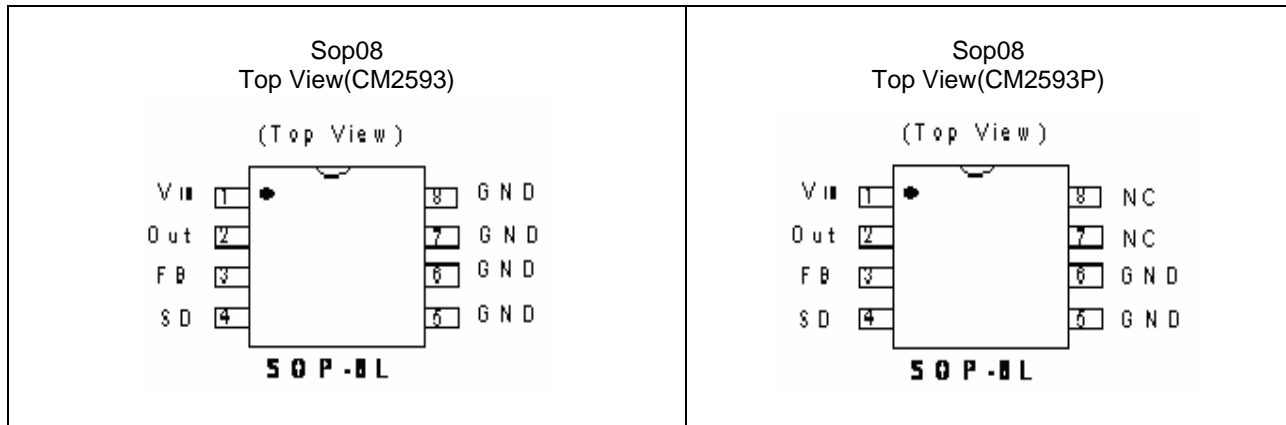 Sop08
Top View(CM2593)
(Top View)
VIN 1 8 GND
Out 2 7 GND
FB 3 6 GND
SD 4 5 GND
SOP-8L
Sop08
Top View(CM2593P)
(Top View)
VIN 1 8 NC
Out 2 7 NC
FB 3 6 GND
SD 4 5 GND
SOP-8L